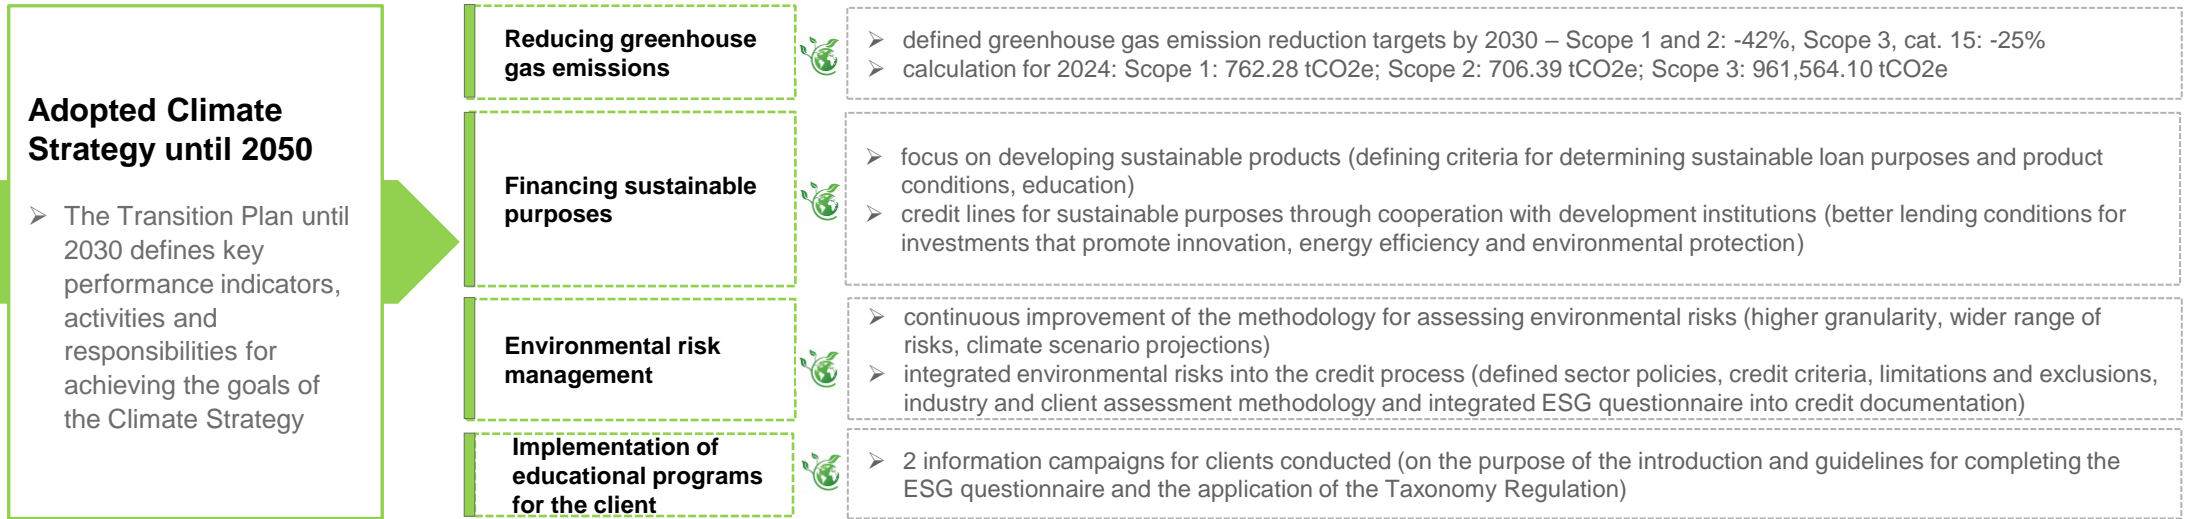 Adopted Climate
Strategy until 2050
➢ The Transition Plan until
2030 defines key
performance indicators,
activities and
responsibilities for
achieving the goals of
the Climate Strategy
Reducing greenhouse
gas emissions
➢ defined greenhouse gas emission reduction targets by 2030 – Scope 1 and 2: -42%, Scope 3, cat. 15: -25%
➢ calculation for 2024: Scope 1: 762.28 tCO2e; Scope 2: 706.39 tCO2e; Scope 3: 961,564.10 tCO2e
Financing sustainable
purposes
➢ focus on developing sustainable products (defining criteria for determining sustainable loan purposes and product
conditions, education)
➢ credit lines for sustainable purposes through cooperation with development institutions (better lending conditions for
investments that promote innovation, energy efficiency and environmental protection)
Environmental risk
management
➢ continuous improvement of the methodology for assessing environmental risks (higher granularity, wider range of
risks, climate scenario projections)
➢ integrated environmental risks into the credit process (defined sector policies, credit criteria, limitations and exclusions,
industry and client assessment methodology and integrated ESG questionnaire into credit documentation)
Implementation of
educational programs
for the client
➢ 2 information campaigns for clients conducted (on the purpose of the introduction and guidelines for completing the
ESG questionnaire and the application of the Taxonomy Regulation)